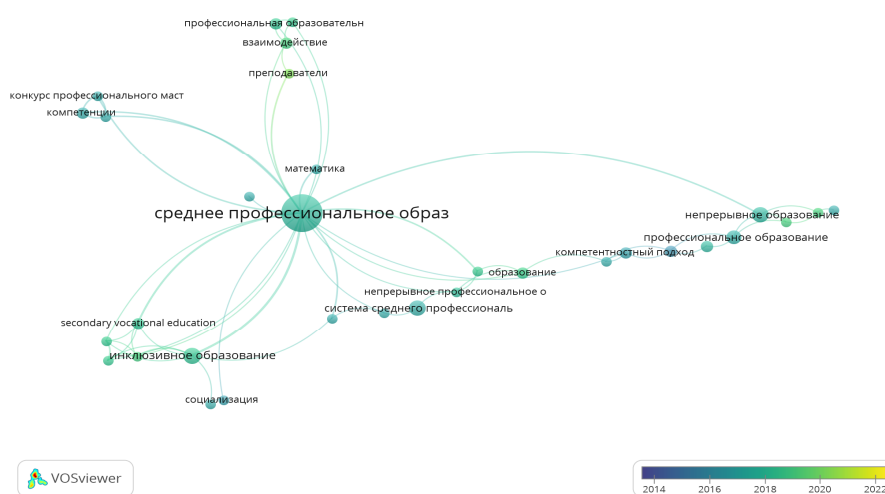 профессиональная образовательн
взаимодействие
преподаватели
конкурс профессионального маст
компетенции
математика
среднее профессиональное образ
непрерывное образование
профессиональное образование
компетентностный подход
образование
непрерывное профессиональное о
система среднего профессиональ
secondary vocational education
инклюзивное образование
социализация
VOSviewer
2014 2016 2018 2020 2022